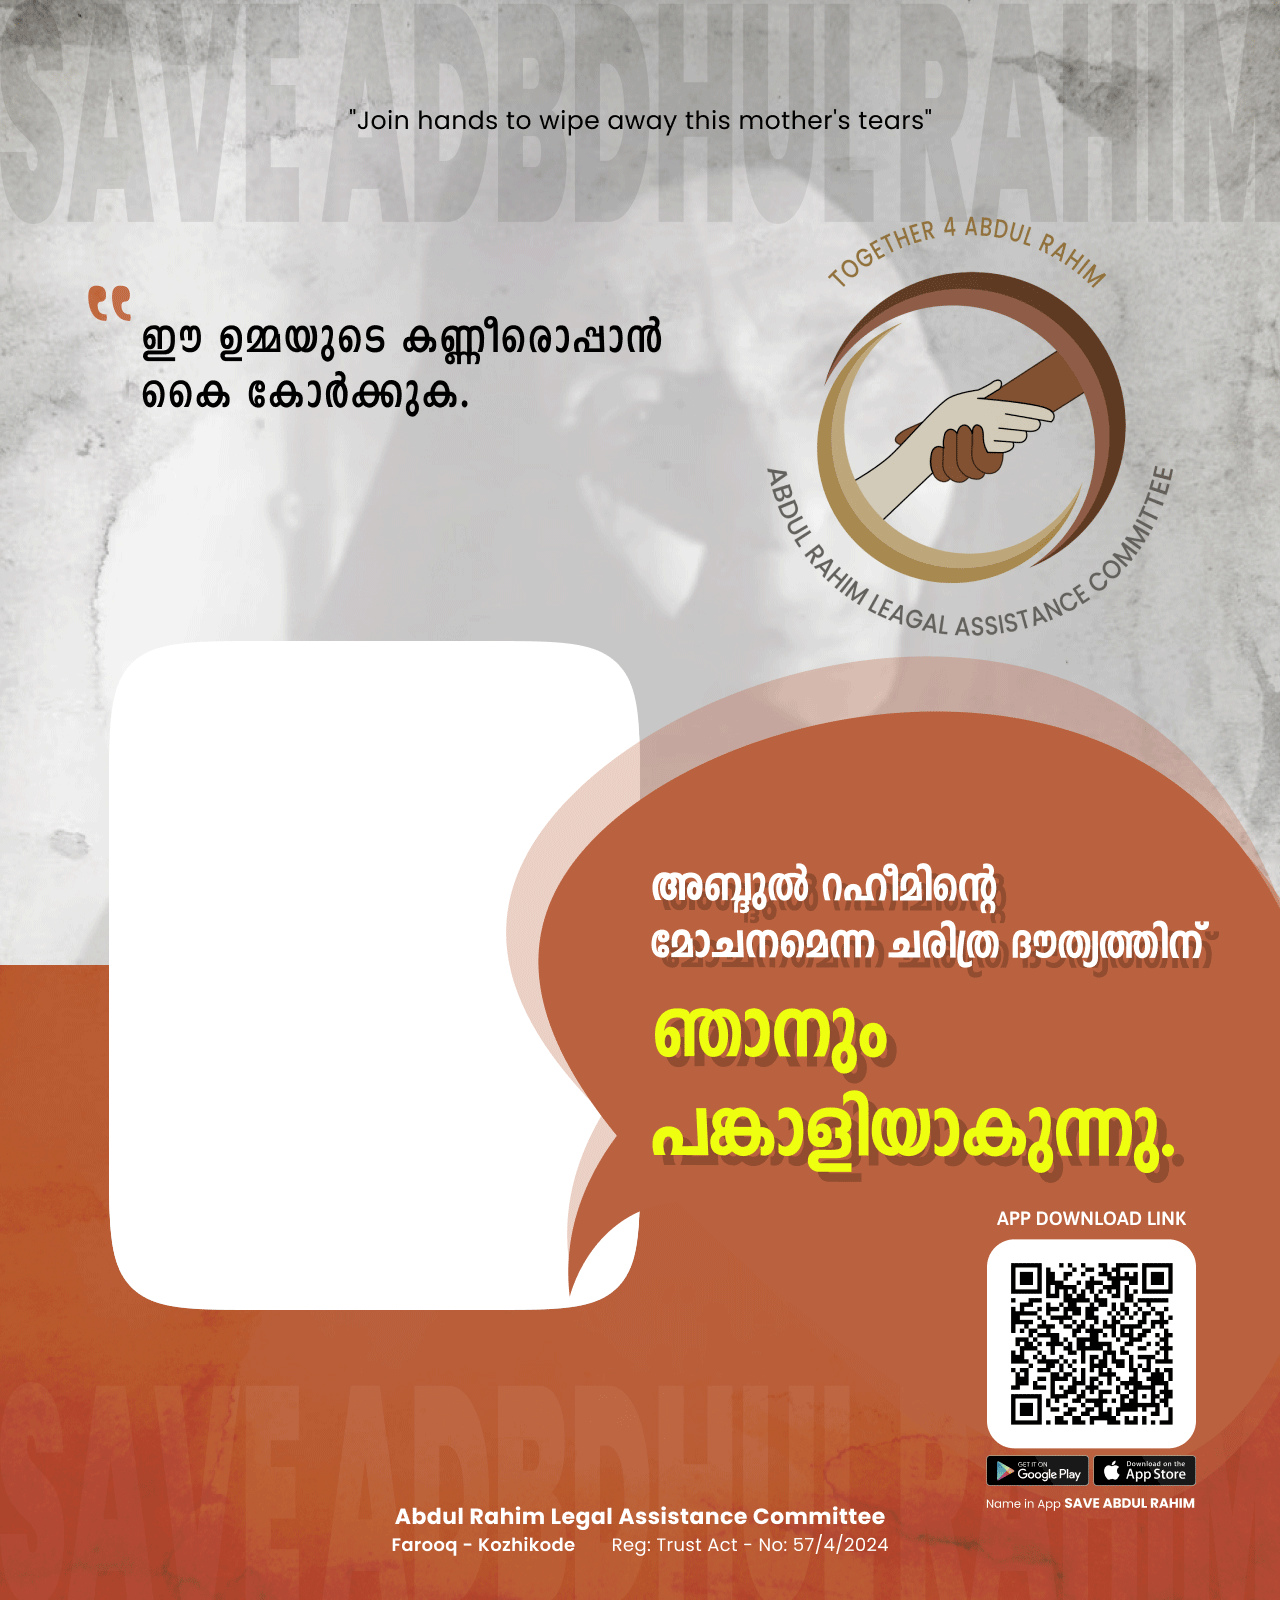 SAVE ADBDHUL RAHIM
"Join hands to wipe away this mother's tears"
TOGETHER 4 ABDUL RAHIM
“
ഈ ഉമ്മയുടെ കണ്ണീരൊപ്പാൻ
കൈ കോർക്കുക.
ABDUL RAHIM LEAGAL ASSISTANCE COMMITTEE
അബ്ദുൽ റഹീമിന്റെ
മോചനമെന്ന ചരിത്ര ദൗത്യത്തിന്
ഞാനും
പങ്കാളിയാകുന്നു.
APP DOWNLOAD LINK
GET IT ON
Google Play
Download on the
App Store
Name in App SAVE ABDUL RAHIM
SAVE ADBDHUL RAHIM
Abdul Rahim Legal Assistance Committee
Farooq - Kozhikode Reg: Trust Act - No: 57/4/2024